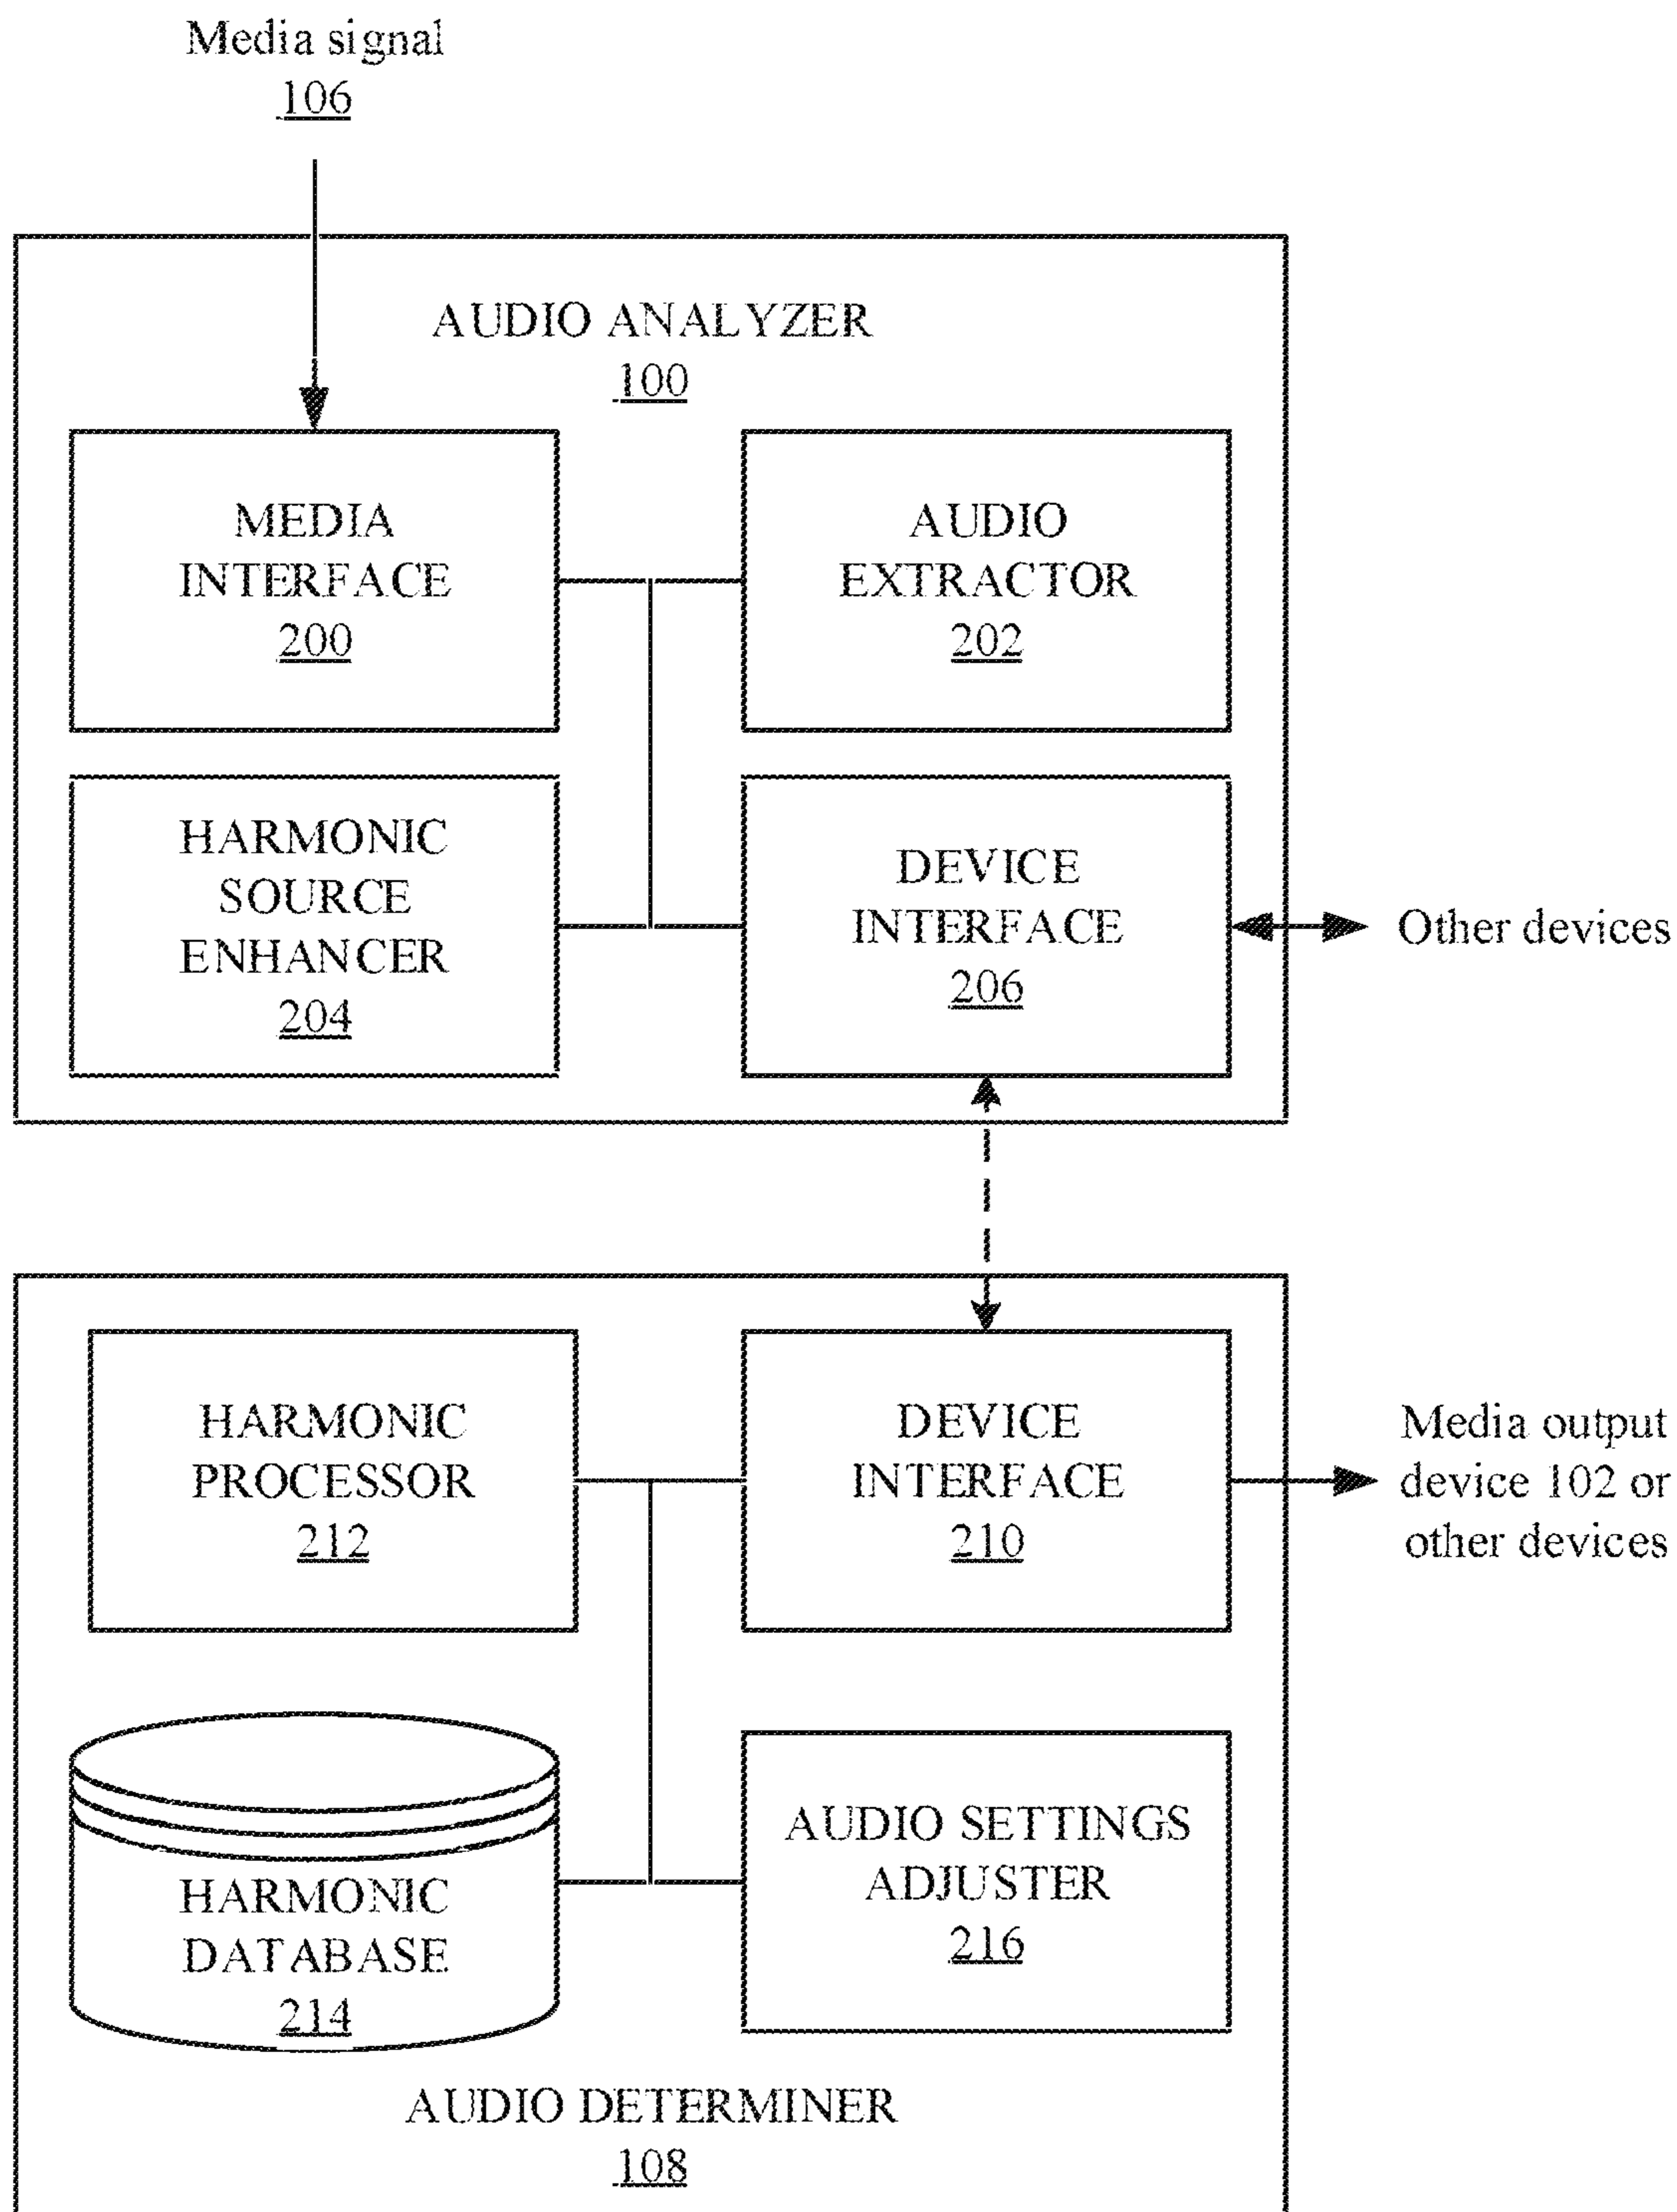 Media signal
106
AUDIO ANALYZER
100
MEDIA
INTERFACE
200
AUDIO
EXTRACTOR
202
HARMONIC
SOURCE
ENHANCER
204
DEVICE
INTERFACE
206
Other devices
HARMONIC
PROCESSOR
212
DEVICE
INTERFACE
210
Media output
device 102 or
other devices
HARMONIC
DATABASE
214
AUDIO SETTINGS
ADJUSTER
216
AUDIO DETERMINER
108